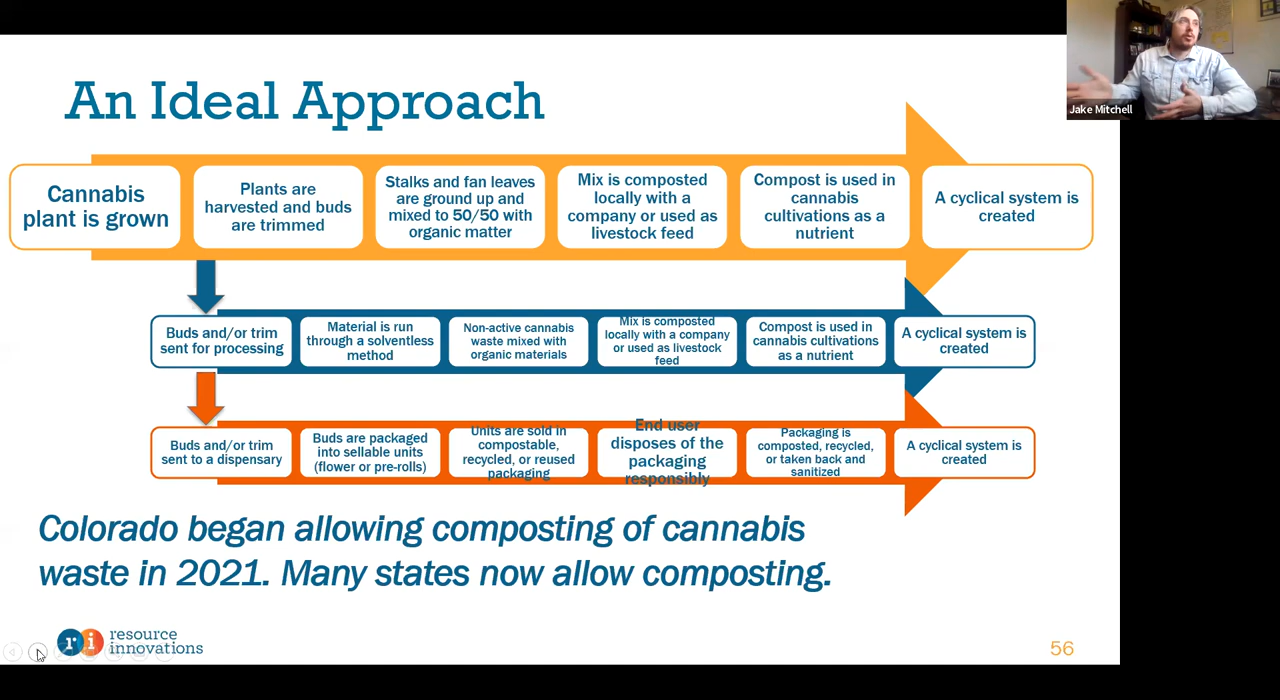 An Ideal Approach
Jake Mitchell
Cannabis
plant is grown
Plants are
harvested and buds
are trimmed
Stalks and fan leaves
are ground up and
mixed to 50/50 with
organic matter
Mix is composted
locally with a
company or used as
livestock feed
Compost is used in
cannabis
cultivations as a
nutrient
A cyclical system is
created
Buds and/or trim
sent for processing
Material is run
through a solventless
method
Non-active cannabis
waste mixed with
organic materials
Mix is composted
locally with a company
or used as livestock
feed
Compost is used in
cannabis cultivations
as a nutrient
A cyclical system is
created
Buds and/or trim
sent to a dispensary
Buds are packaged
into sellable units
(flower or pre-rolls)
Units are sold in
compostable,
recycled, or reused
packaging
End user
disposes of the
packaging
responsibly
Packaging is
composted, recycled,
or taken back and
sanitized
A cyclical system is
created
Colorado began allowing composting of cannabis
waste in 2021. Many states now allow composting.
ri resource
innovations
56